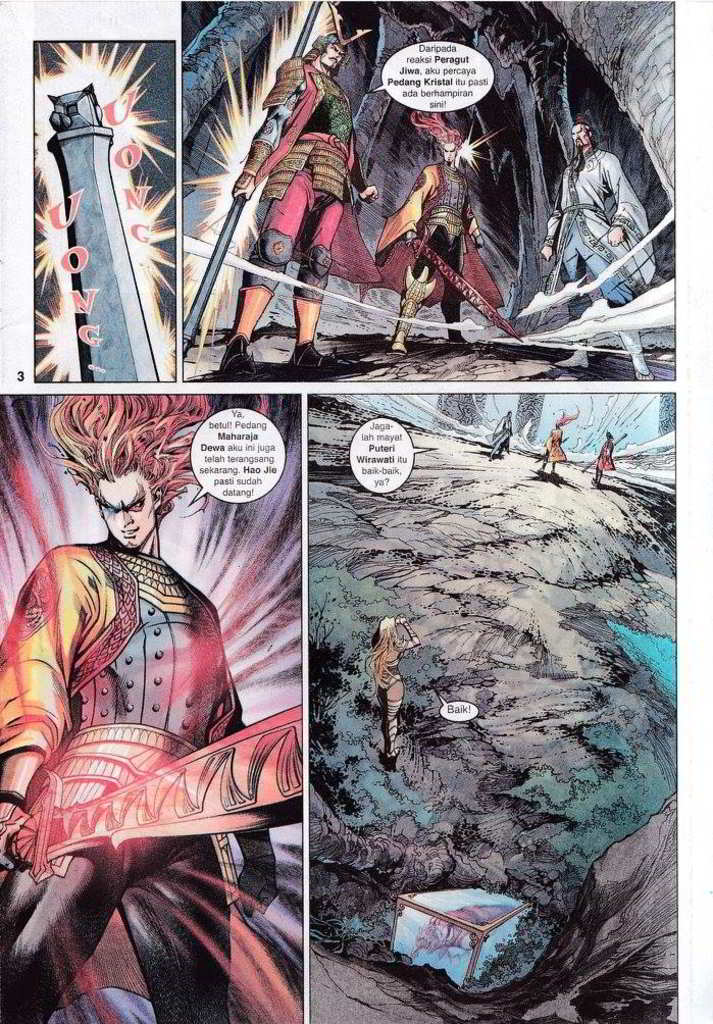 UONG
UONG...
Daripada
reaksi Peragut
Jiwa, aku percaya
Pedang Kristal itu pasti
ada berhampiran
sini!
3
Ya,
betul! Pedang
Maharaja
Dewa aku ini juga
telah terangsang
sekarang. Hao Jie
pasti sudah
datang!
Jaga-
lah mayat
Puteri
Wirawati itu
baik-baik,
ya?
Baik!